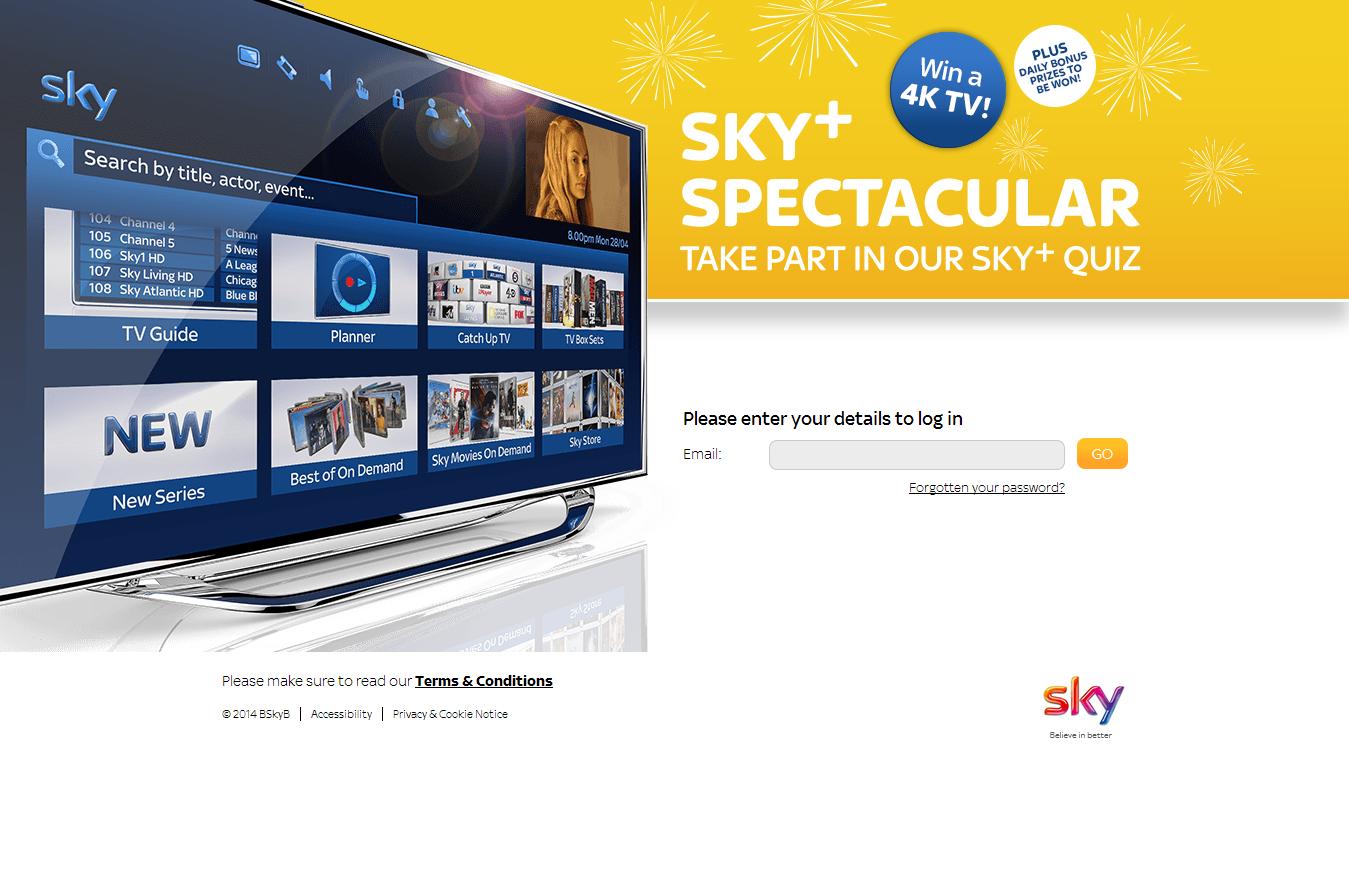 sky
Search by title, actor, event...
8.00pm Mon 28/04
104 Channel 4
105 Channel 5
106 Sky1 HD
107 Sky Living HD
108 Sky Atlantic HD
5 News
A Leag
Chicag
Blue Bl
TV Guide
Planner
Catch Up TV
TV Box Sets
NEW
New Series
Best of On Demand
Sky Movies On Demand
Sky Store
Win a
4K TV!
PLUS
DAILY BONUS
PRIZES TO
BE WON!
SKY+
SPECTACULAR
TAKE PART IN OUR SKY+ QUIZ
Please enter your details to log in
Email:
GO
Forgotten your password?
Please make sure to read our Terms & Conditions
© 2014 BSkyB | Accessibility | Privacy & Cookie Notice
sky
Believe in better